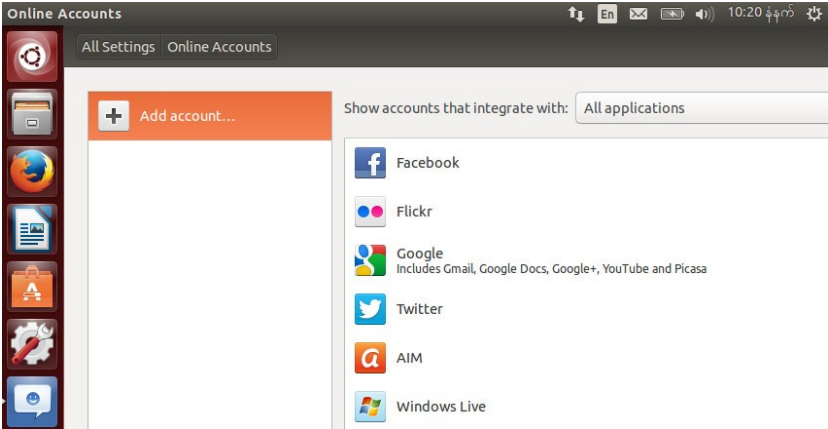 Online Accounts
En
10:20 နံနက်
All Settings Online Accounts
Add account...
Show accounts that integrate with: All applications
Facebook
Flickr
Google
Includes Gmail, Google Docs, Google+, YouTube and Picasa
Twitter
AIM
Windows Live